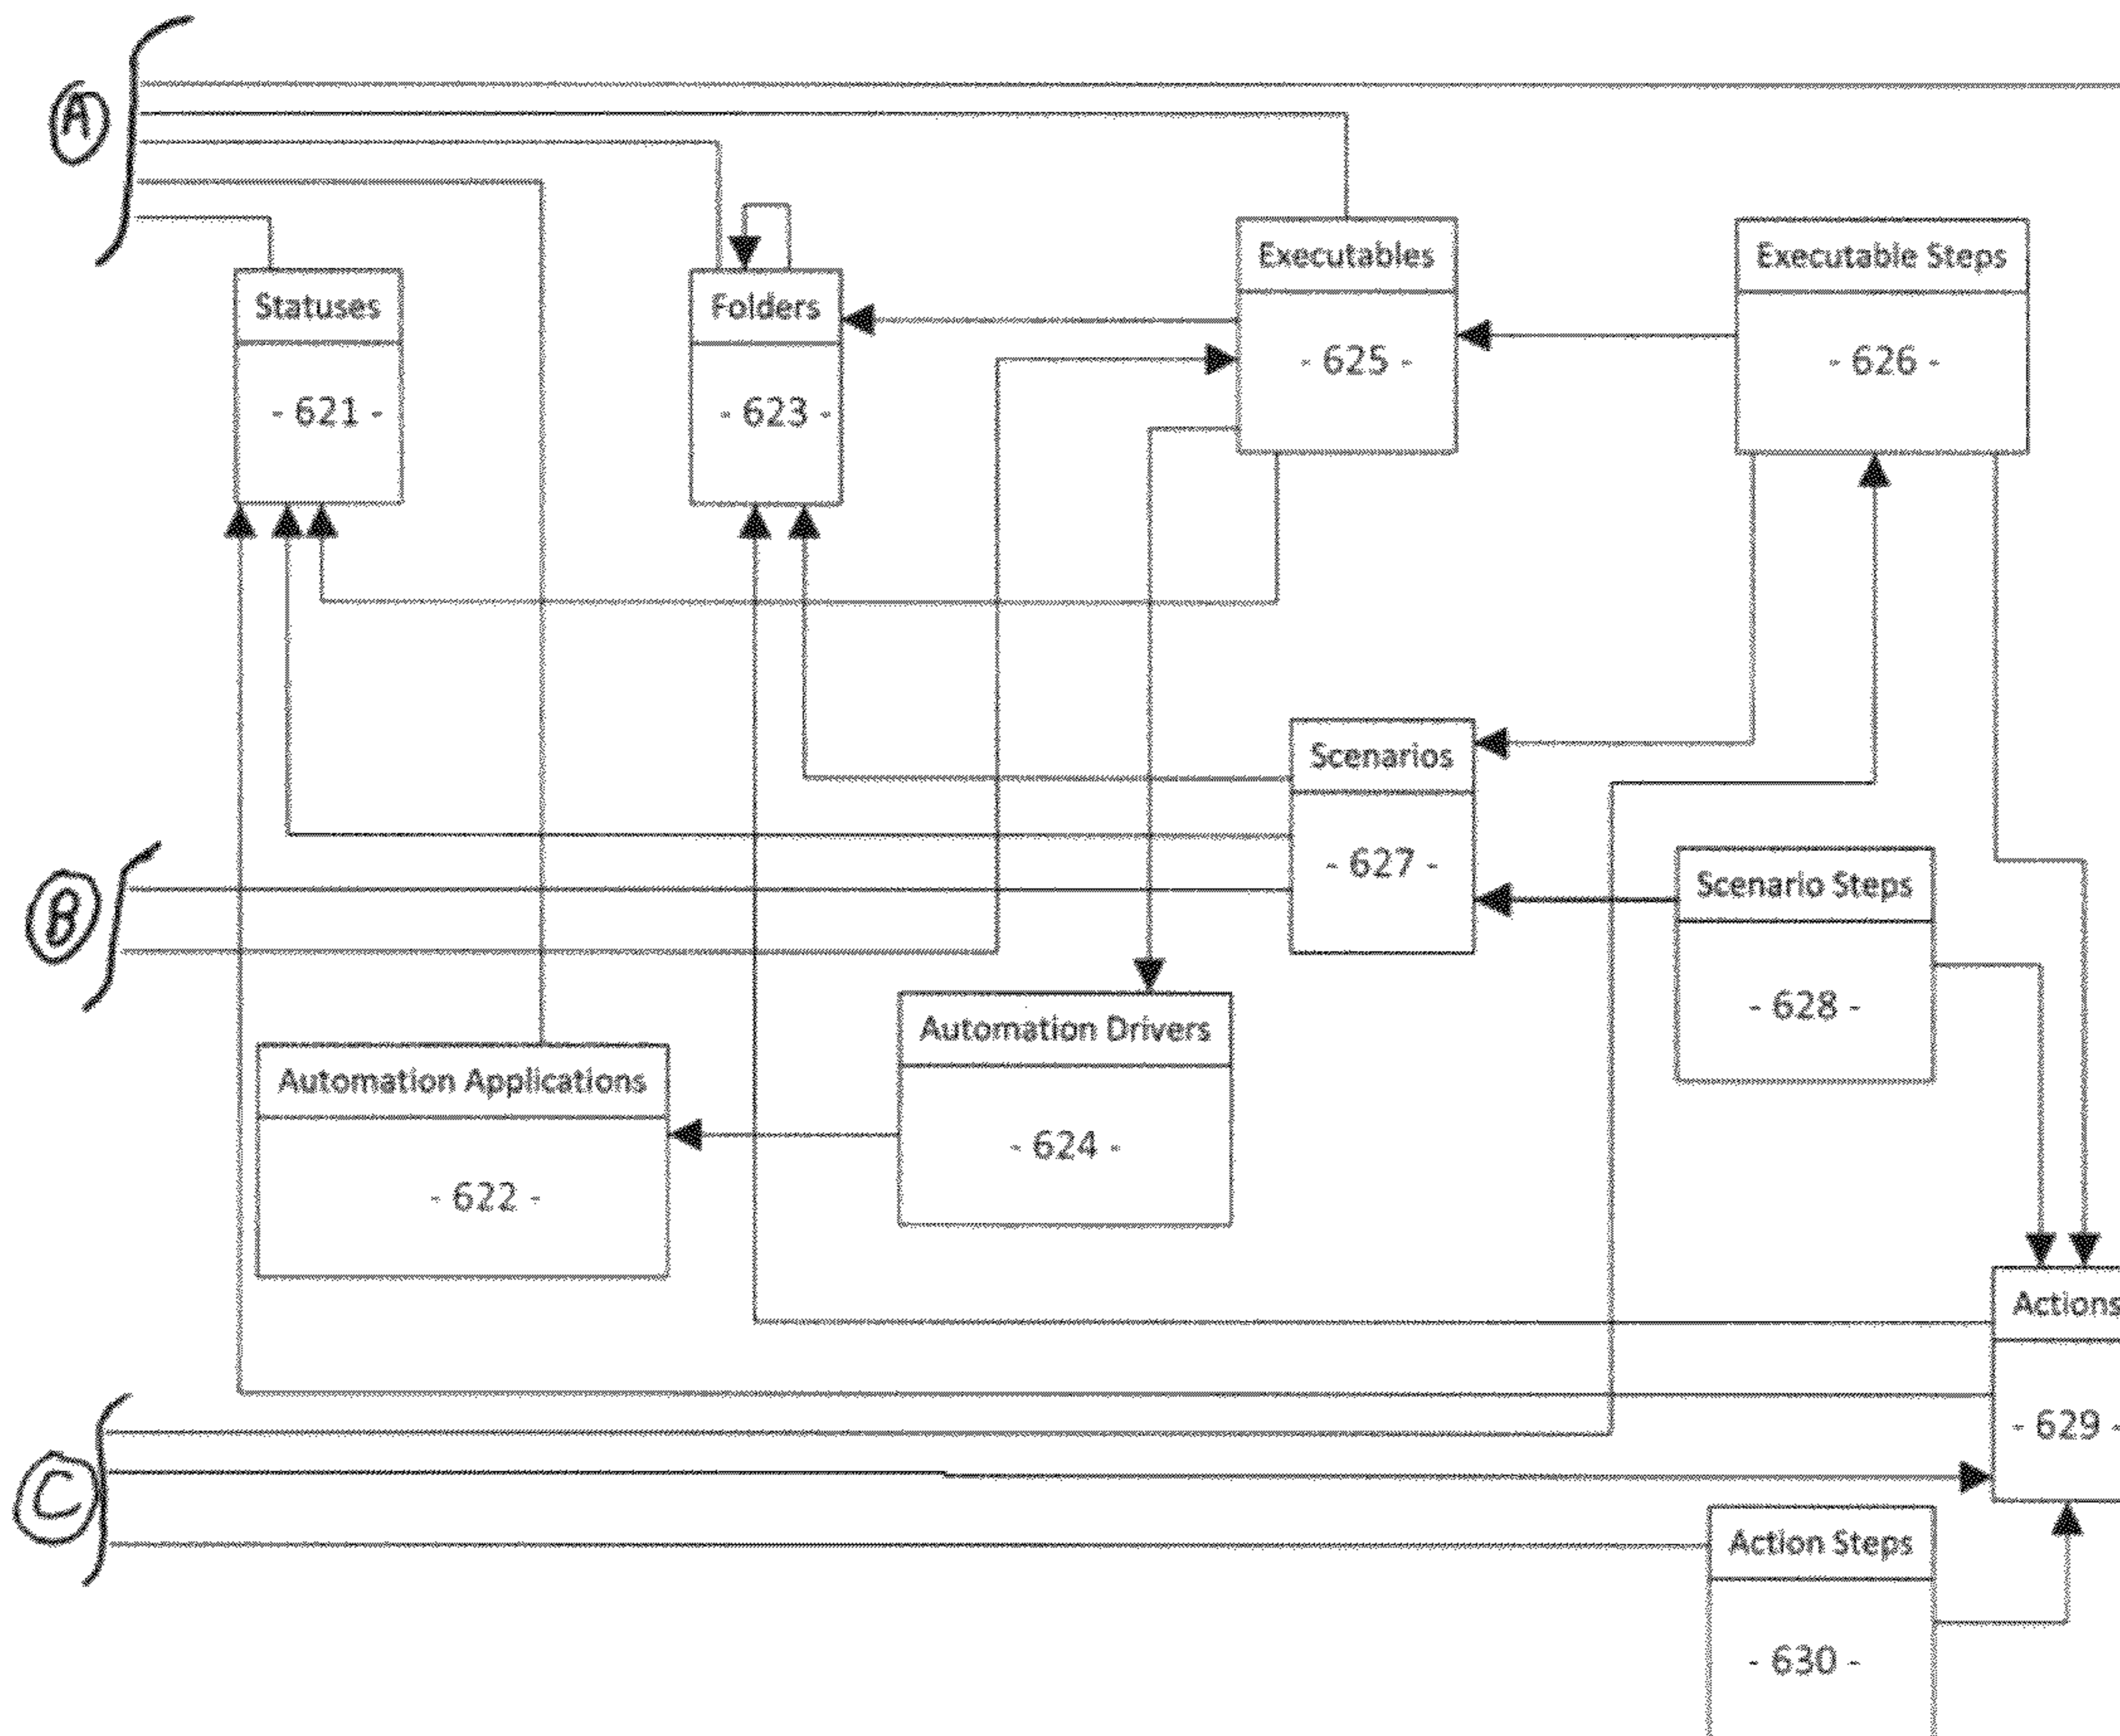 A
Statuses
- 621 -
Folders
- 623 -
Executables
- 625 -
Executable Steps
- 626 -
Scenarios
- 627 -
B
Scenario Steps
- 628 -
Automation Drivers
- 624 -
Automation Applications
- 622 -
Actions
- 629 -
C
Action Steps
- 630 -